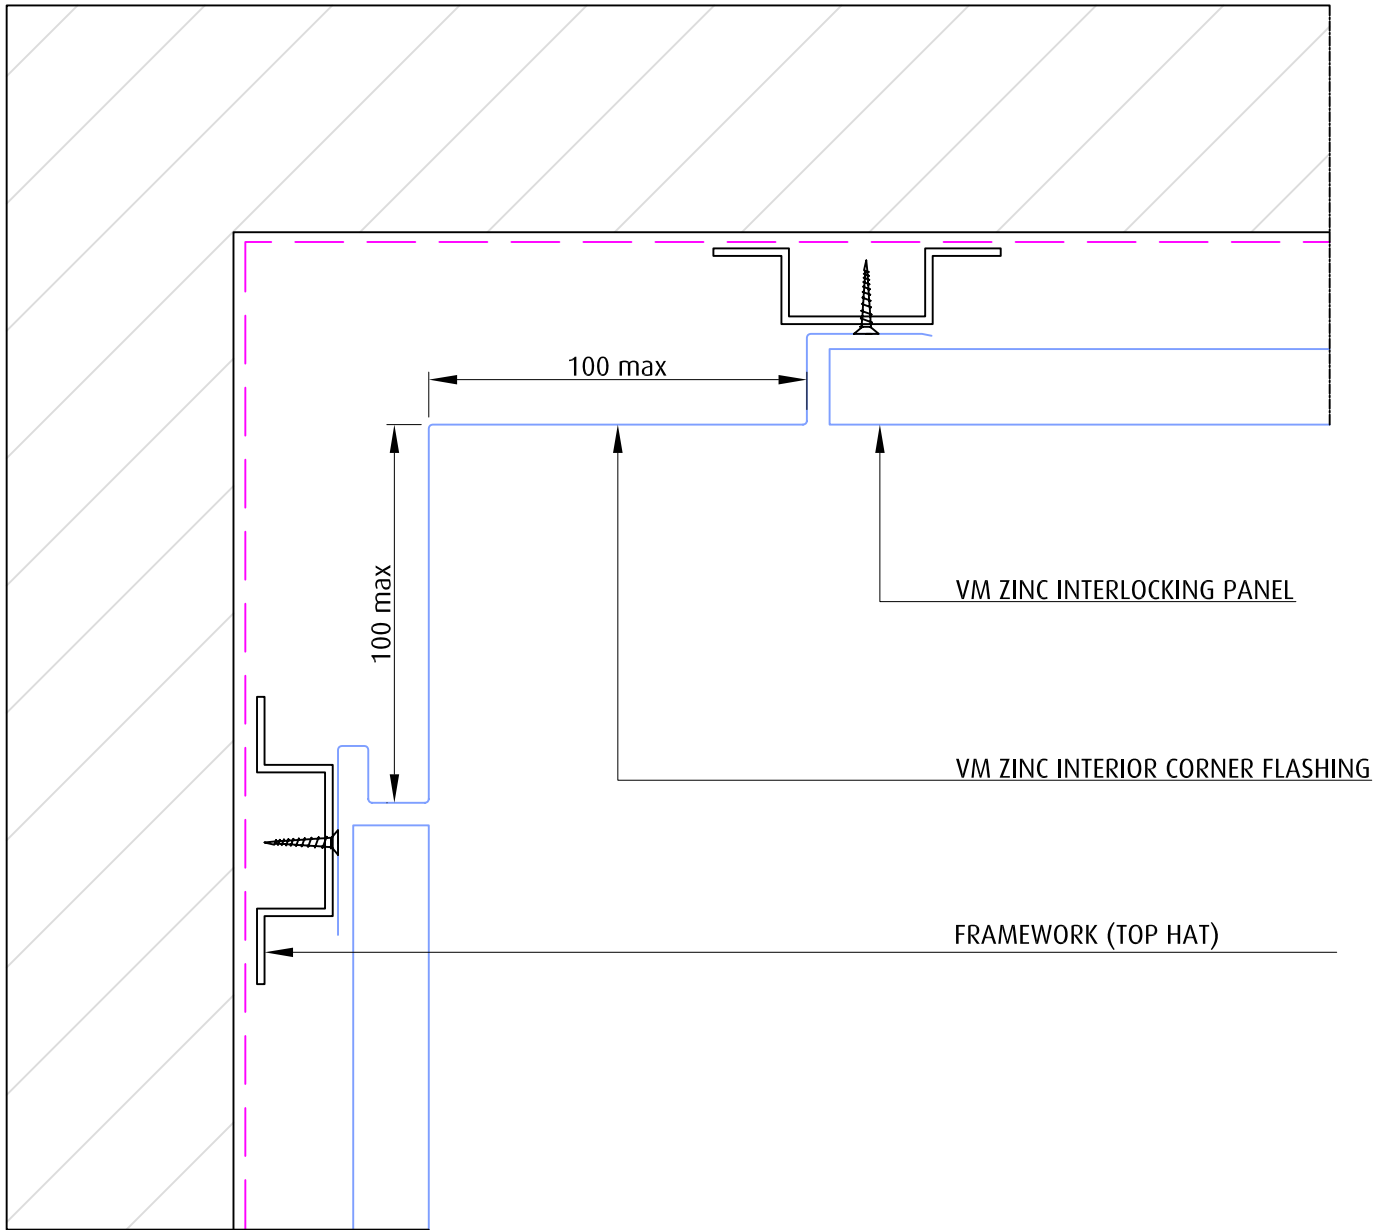 100 max
100 max
VM ZINC INTERLOCKING PANEL
VM ZINC INTERIOR CORNER FLASHING
FRAMEWORK (TOP HAT)